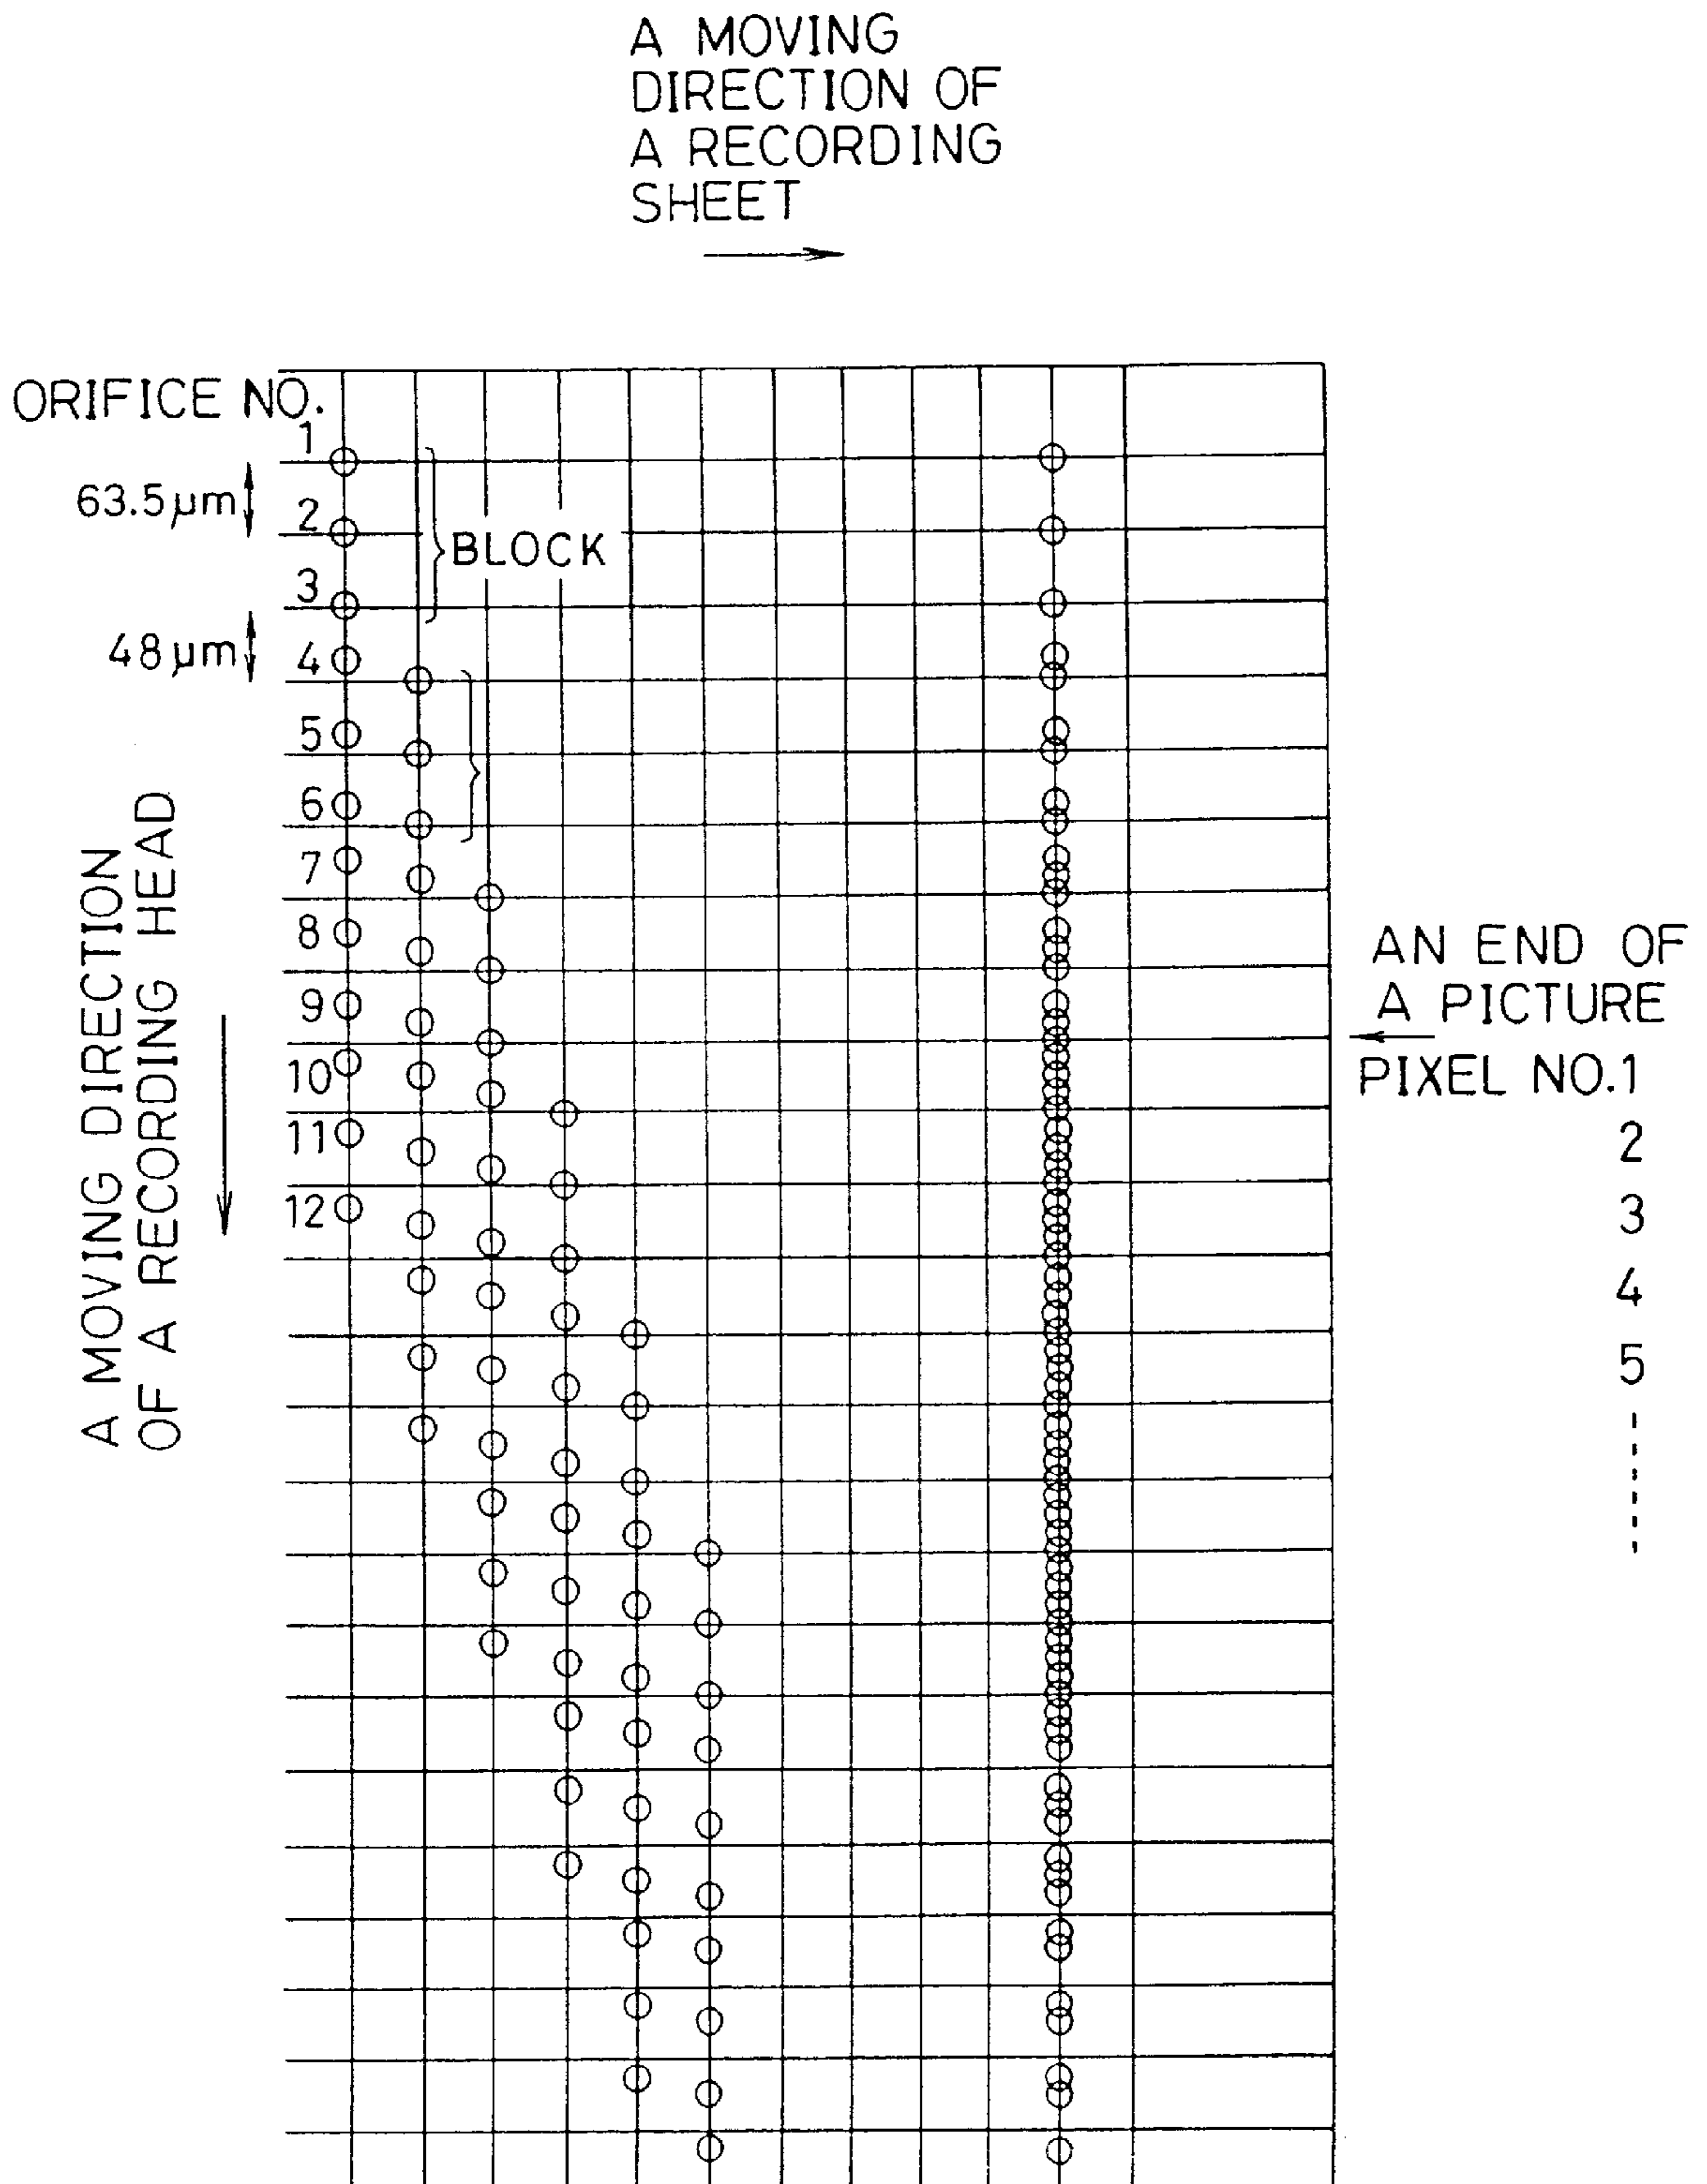 A MOVING
DIRECTION OF
A RECORDING
SHEET
ORIFICE NO.
1
63.5µm
2
BLOCK
3
48µm
4
5
6
7
8
9
10
11
12
A MOVING DIRECTION
OF A RECORDING HEAD
AN END OF
A PICTURE
PIXEL NO.1
2
3
4
5